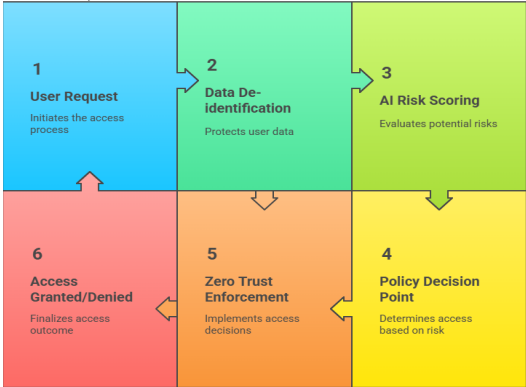 1
User Request
Initiates the access
process
2
Data De-
identification
Protects user data
3
AI Risk Scoring
Evaluates potential risks
6
Access
Granted/Denied
Finalizes access
outcome
5
Zero Trust
Enforcement
Implements access
decisions
4
Policy Decision
Point
Determines access
based on risk